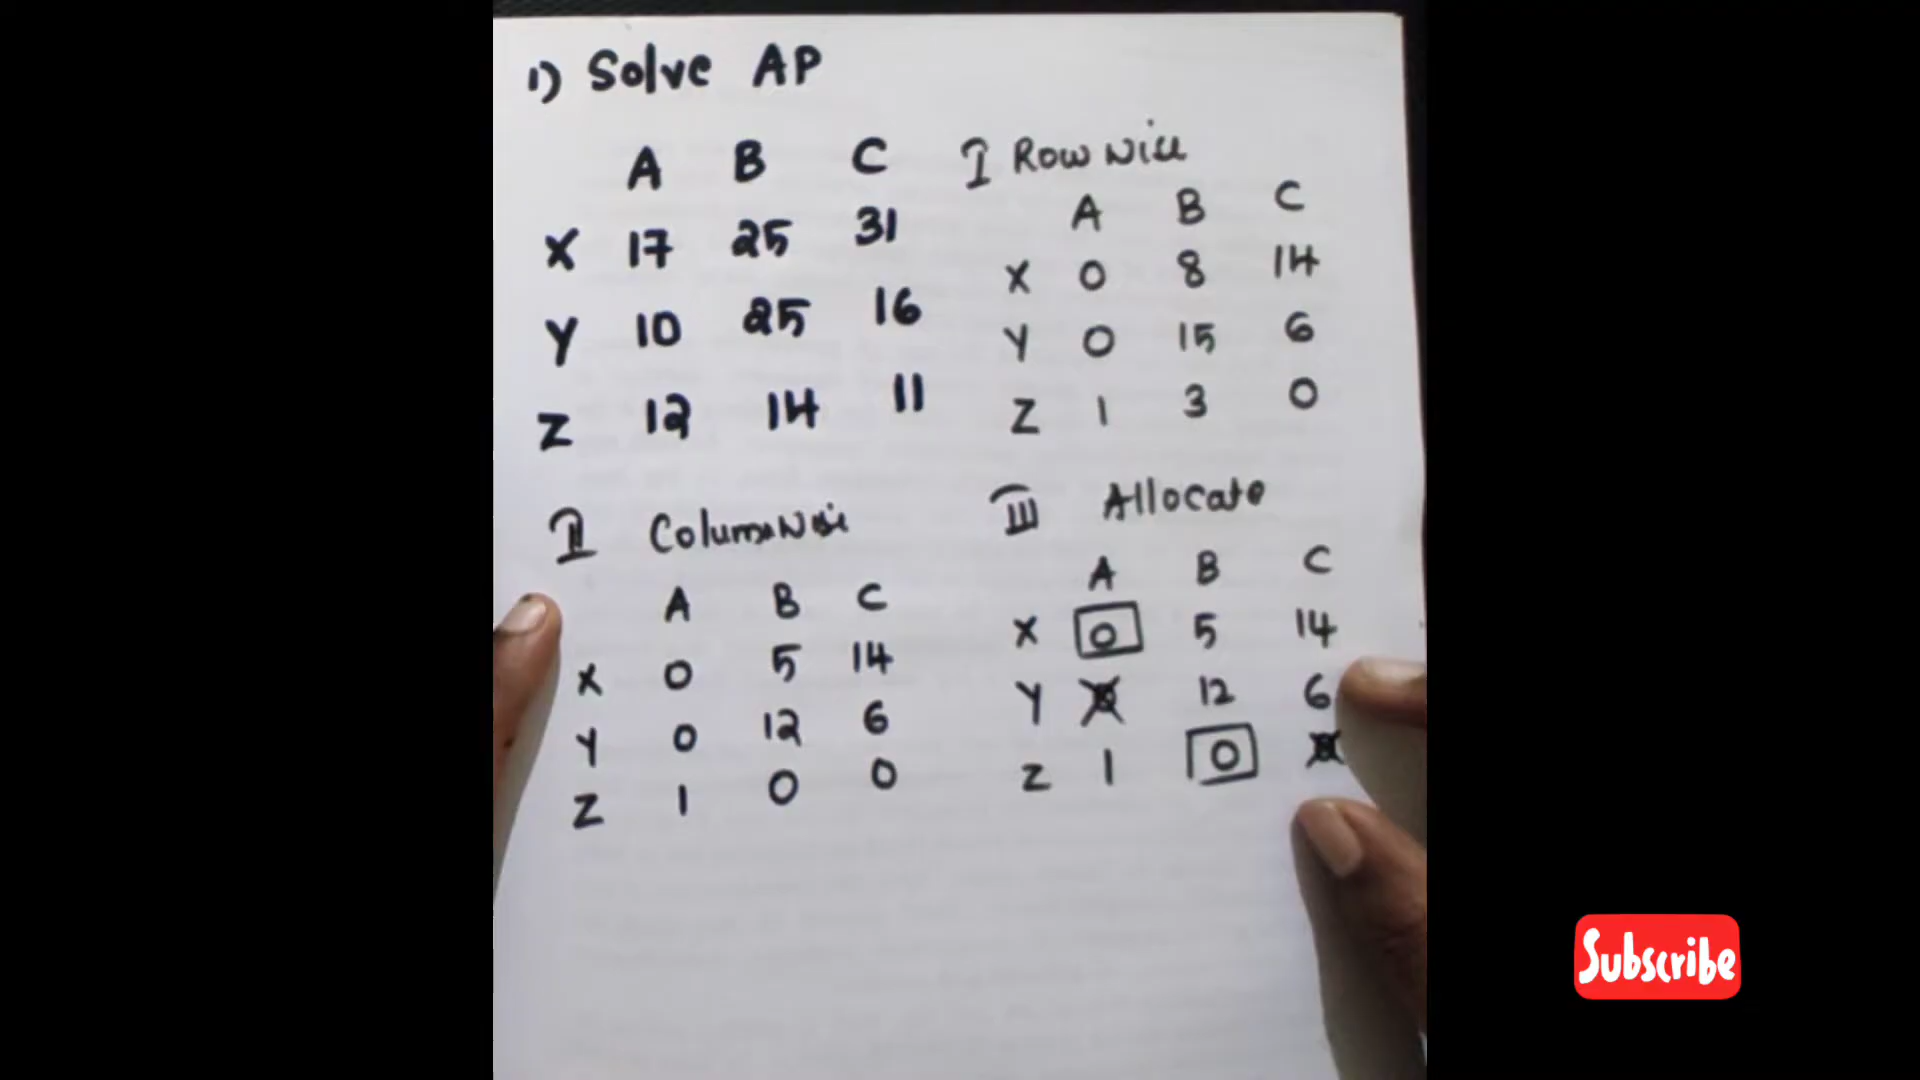 1) Solve AP
A B C
X 17 25 31
Y 10 25 16
Z 12 14 11
I Row wise
A B C
X 0 8 14
Y 0 15 6
Z 1 3 0
II Column wise
A B C
X 0 5 14
Y 0 12 6
Z 1 0 0
III Allocate
A B C
X 0 5 14
Y 0 12 6
Z 1 0 0
Subscribe